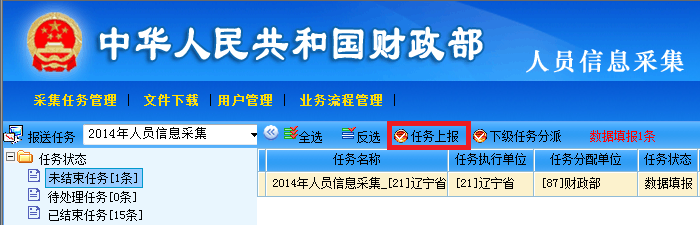 中华人民共和国财政部
人员信息采集
采集任务管理 | 文件下载 | 用户管理 | 业务流程管理 |
报送任务 2014年人员信息采集 全选 反选 任务上报 下级任务分派 数据填报1条
任务状态
未结束任务[1条]
待处理任务[0条]
已结束任务[15条]
任务名称 任务执行单位 任务分配单位 任务状态
2014年人员信息采集_[21]辽宁省 [21]辽宁省 [87]财政部 数据填报